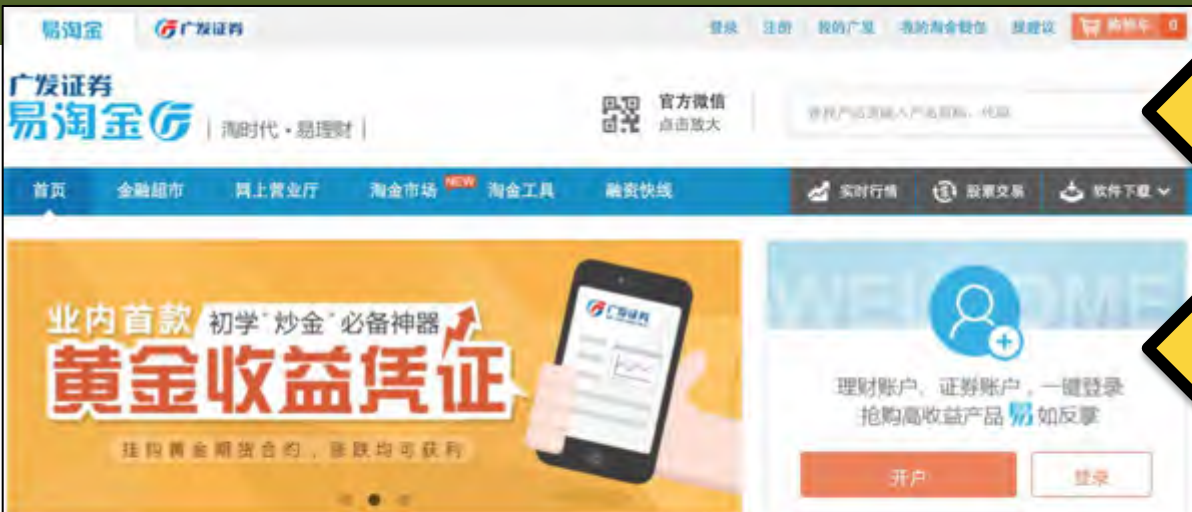 易淘金 广发证券 登录 注册 我的广发 我的淘金钱包 提建议 购物车 0
广发证券
易淘金 | 淘时代·易理财 |
官方微信
点击放大
首页 金融超市 网上营业厅 淘金市场 NEW 淘金工具 融资快线 实时行情 股票交易 软件下载
业内首款 初学“炒金”必备神器
黄金收益凭证
挂钩黄金期货合约，涨跌均可获利
广发证券
WELCOME
理财账户、证券账户，一键登录
抢购高收益产品 易 如反掌
开户 登录